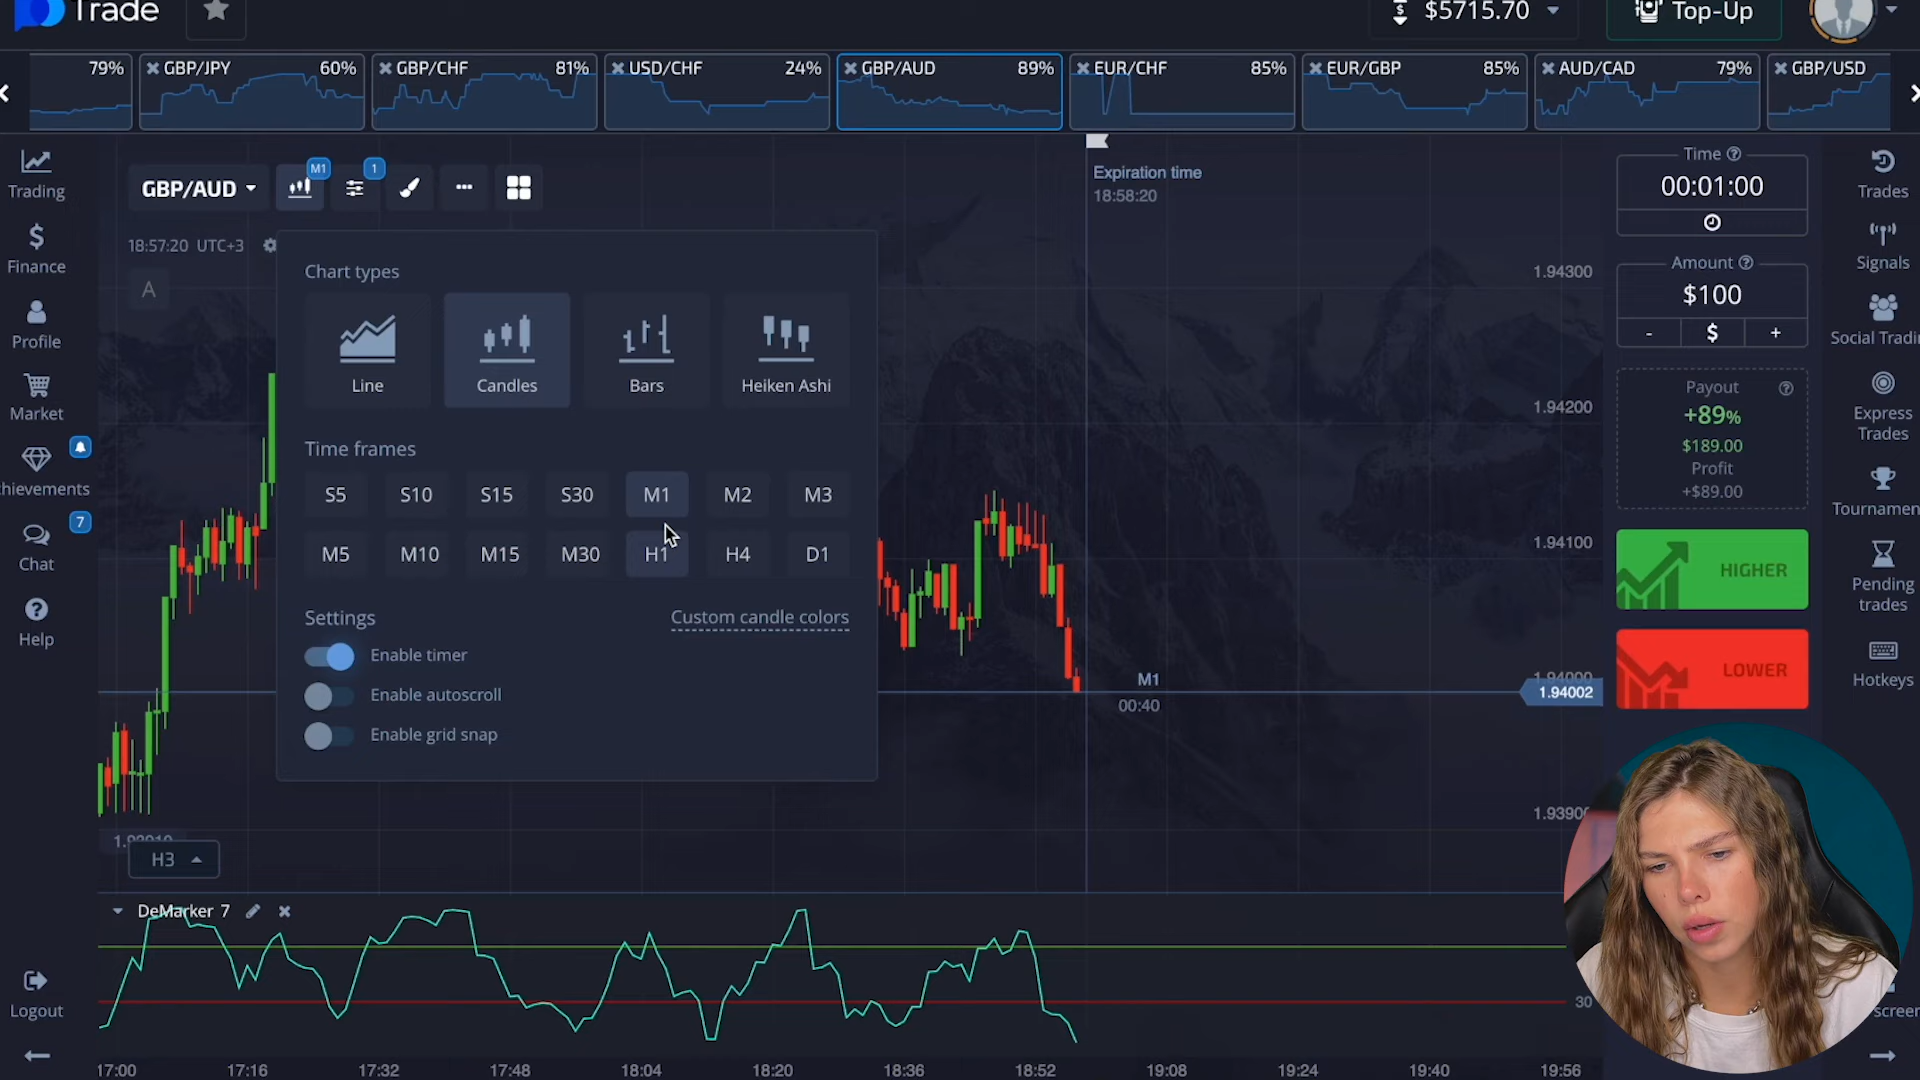 Trade
$5715.70
Top-Up
79%
GBP/JPY 60%
GBP/CHF 81%
USD/CHF 24%
GBP/AUD 89%
EUR/CHF 85%
EUR/GBP 85%
AUD/CAD 79%
GBP/USD
Trading
Finance
Profile
Market
chievements
Chat
7
Help
Logout
GBP/AUD
M1
1
18:57:20 UTC+3
A
Chart types
Line
Candles
Bars
Heiken Ashi
Time frames
S5 S10 S15 S30 M1 M2 M3
M5 M10 M15 M30 H1 H4 D1
Settings
Custom candle colors
Enable timer
Enable autoscroll
Enable grid snap
Expiration time
18:58:20
1.94300
1.94200
1.94100
1.94000
1.94002
1.93900
M1
00:40
H3
DeMarker 7
30
17:00 17:16 17:32 17:48 18:04 18:20 18:36 18:52 19:08 19:24 19:40 19:56
Time
00:01:00
Amount
$100
- $ +
Payout
+89%
$189.00
Profit
+$89.00
HIGHER
LOWER
Trades
Signals
Social Tradi
Express
Trades
Tournamen
Pending
trades
Hotkeys
screen